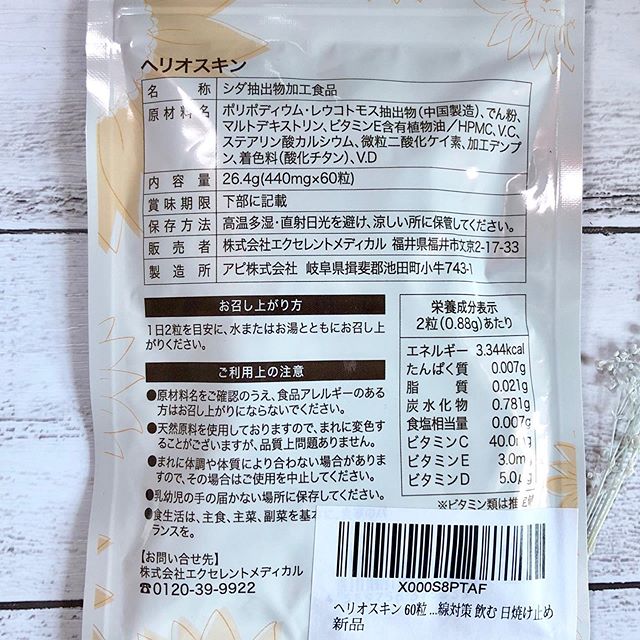 ヘリオスキン
名称 シダ抽出物加工食品
原材料名 ポリポディウム・レウコトモス抽出物(中国製造)、でん粉、
マルトデキストリン、ビタミンE含有植物油/HPMC、V.C、
ステアリン酸カルシウム、微粒二酸化ケイ素、加工デンプ
ン、着色料(酸化チタン)、V.D
内容量 26.4g(440mg×60粒)
賞味期限 下部に記載
保存方法 高温多湿・直射日光を避け、涼しい所に保管してください。
販売者 株式会社エクセレントメディカル 福井県福井市文京2-17-33
製造所 アピ株式会社 岐阜県揖斐郡池田町小牛743-1
お召し上がり方
1日2粒を目安に、水またはお湯とともにお召し上
がりください。
ご利用上の注意
●原材料名をご確認のうえ、食品アレルギーのある
方はお召し上がりにならないでください。
●天然原料を使用しておりますので、まれに変色す
ることがございますが、品質上問題ありません。
●まれに体調や体質により合わない場合がありま
すので、その場合はご使用を中止してください。
●乳幼児の手の届かない場所に保存してください。
●食生活は、主食、主菜、副菜を基本
ランスを。
【お問い合せ先】
株式会社エクセレントメディカル
☎0120-39-9922
栄養成分表示
2粒(0.88g)あたり
エネルギー 3.344kcal
たんぱく質 0.007g
脂質 0.021g
炭水化物 0.781g
食塩相当量 0.007g
ビタミンC 40.0mg
ビタミンE 3.0mg
ビタミンD 5.0μg
※ビタミン類は推定値
X000S8PTAF
ヘリオスキン 60粒 ...線対策 飲む 日焼け止め
新品